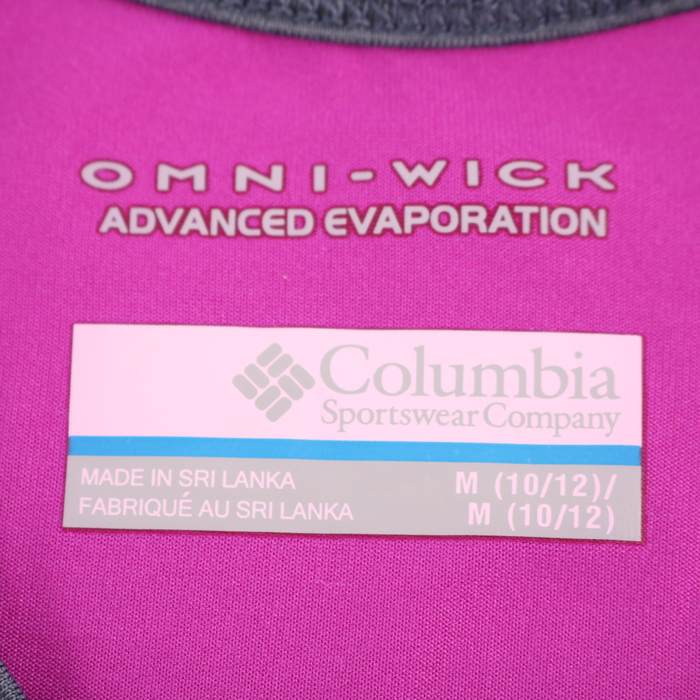 OMNI-WICK
ADVANCED EVAPORATION
Columbia
Sportswear Company
MADE IN SRI LANKA
FABRIQUÉ AU SRI LANKA
M (10/12)/
M (10/12)